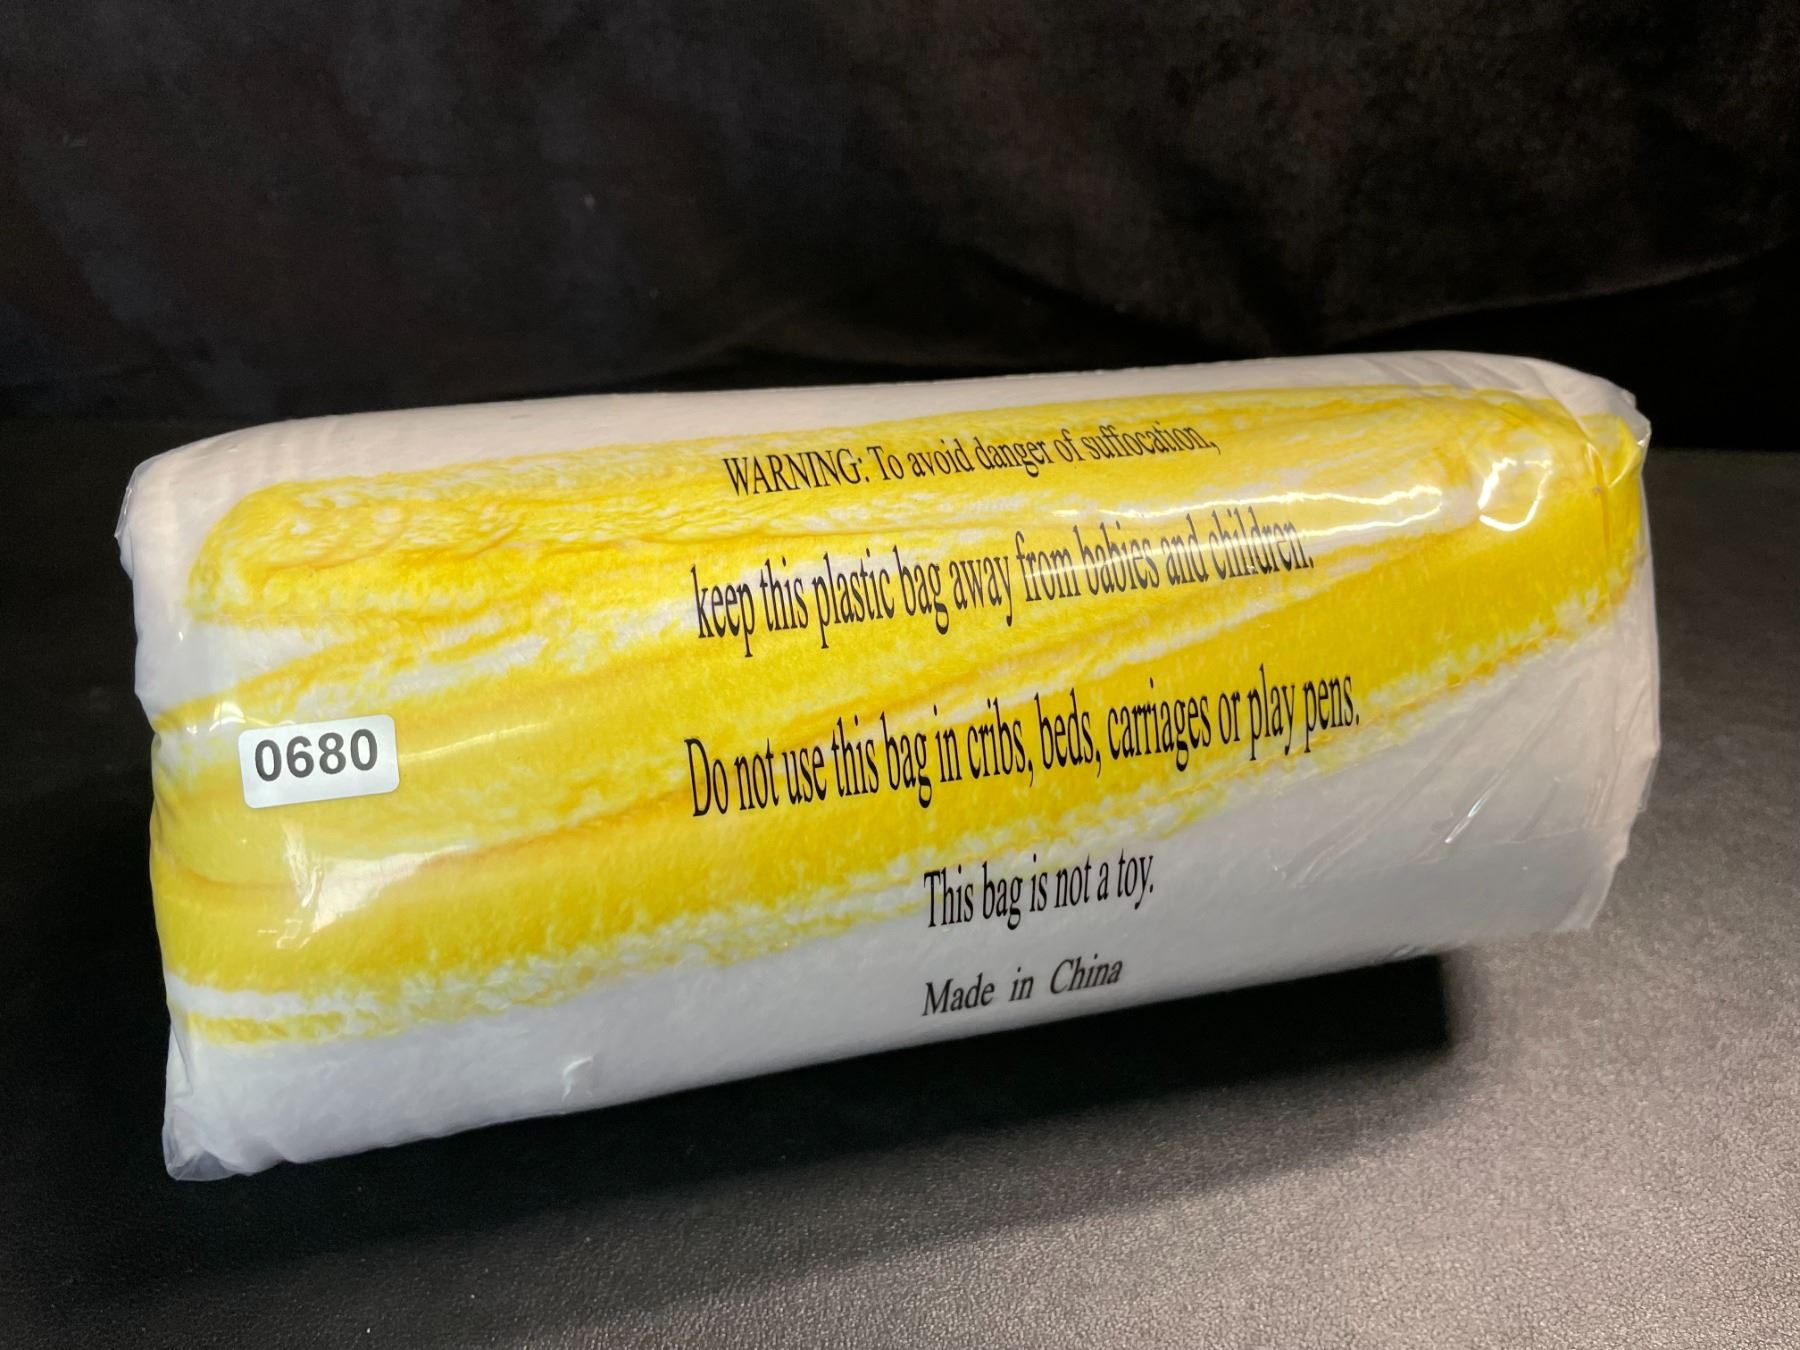 WARNING: To avoid danger of suffocation,
keep this plastic bag away from babies and children.
Do not use this bag in cribs, beds, carriages or play pens.
This bag is not a toy.
Made in China
0680